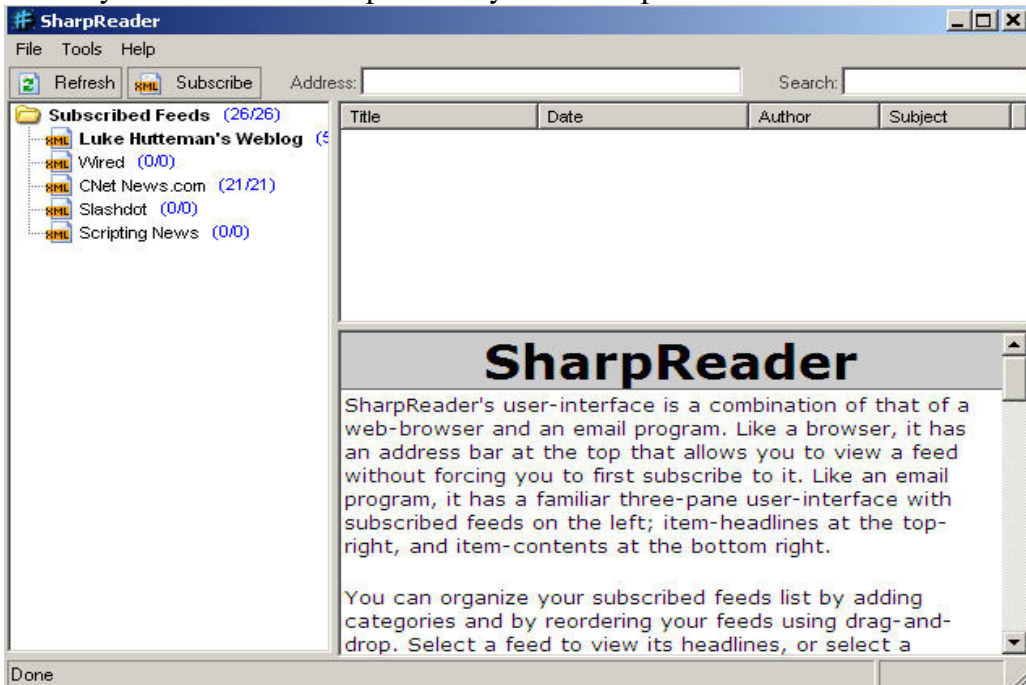 SharpReader
File Tools Help
Refresh Subscribe Address: Search:
Subscribed Feeds (26/26)
Luke Hutteman's Weblog (5
Wired (0/0)
CNet News.com (21/21)
Slashdot (0/0)
Scripting News (0/0)
Title Date Author Subject
SharpReader
SharpReader's user-interface is a combination of that of a
web-browser and an email program. Like a browser, it has
an address bar at the top that allows you to view a feed
without forcing you to first subscribe to it. Like an email
program, it has a familiar three-pane user-interface with
subscribed feeds on the left; item-headlines at the top-
right, and item-contents at the bottom right.
You can organize your subscribed feeds list by adding
categories and by reordering your feeds using drag-and-
drop. Select a feed to view its headlines, or select a
Done